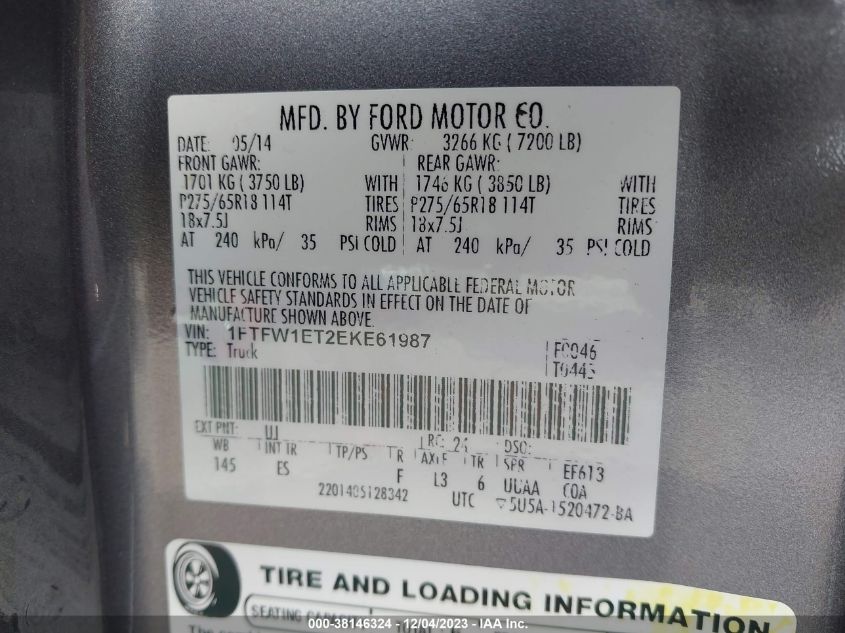 MFD. BY FORD MOTOR CO.
DATE: 05/14 GVWR: 3266 KG ( 7200 LB)
FRONT GAWR: REAR GAWR:
1701 KG ( 3750 LB) WITH 1746 KG ( 3850 LB) WITH
P275/65R18 114T TIRES P275/65R18 114T TIRES
18x7.5J RIMS 18x7.5J RIMS
AT 240 kPa/ 35 PSI COLD AT 240 kPa/ 35 PSI COLD
THIS VEHICLE CONFORMS TO ALL APPLICABLE FEDERAL MOTOR
VEHICLE SAFETY STANDARDS IN EFFECT ON THE DATE OF
MANUFACTURE SHOWN ABOVE.
VIN: 1FTFW1ET2EKE61987
TYPE: Truck F0046
T0443
EXT PNT: UJ RC: 24 DSO:
WB INT TR TP/PS R AXLE TR SPR EF613
145 ES F L3 6 UUAA COA
2201405128342 UTC 5U5A-1520472-BA
TIRE AND LOADING INFORMATION
SEATING CAPACITY TOTAL
000-38146324 - 12/04/2023 - IAA Inc.